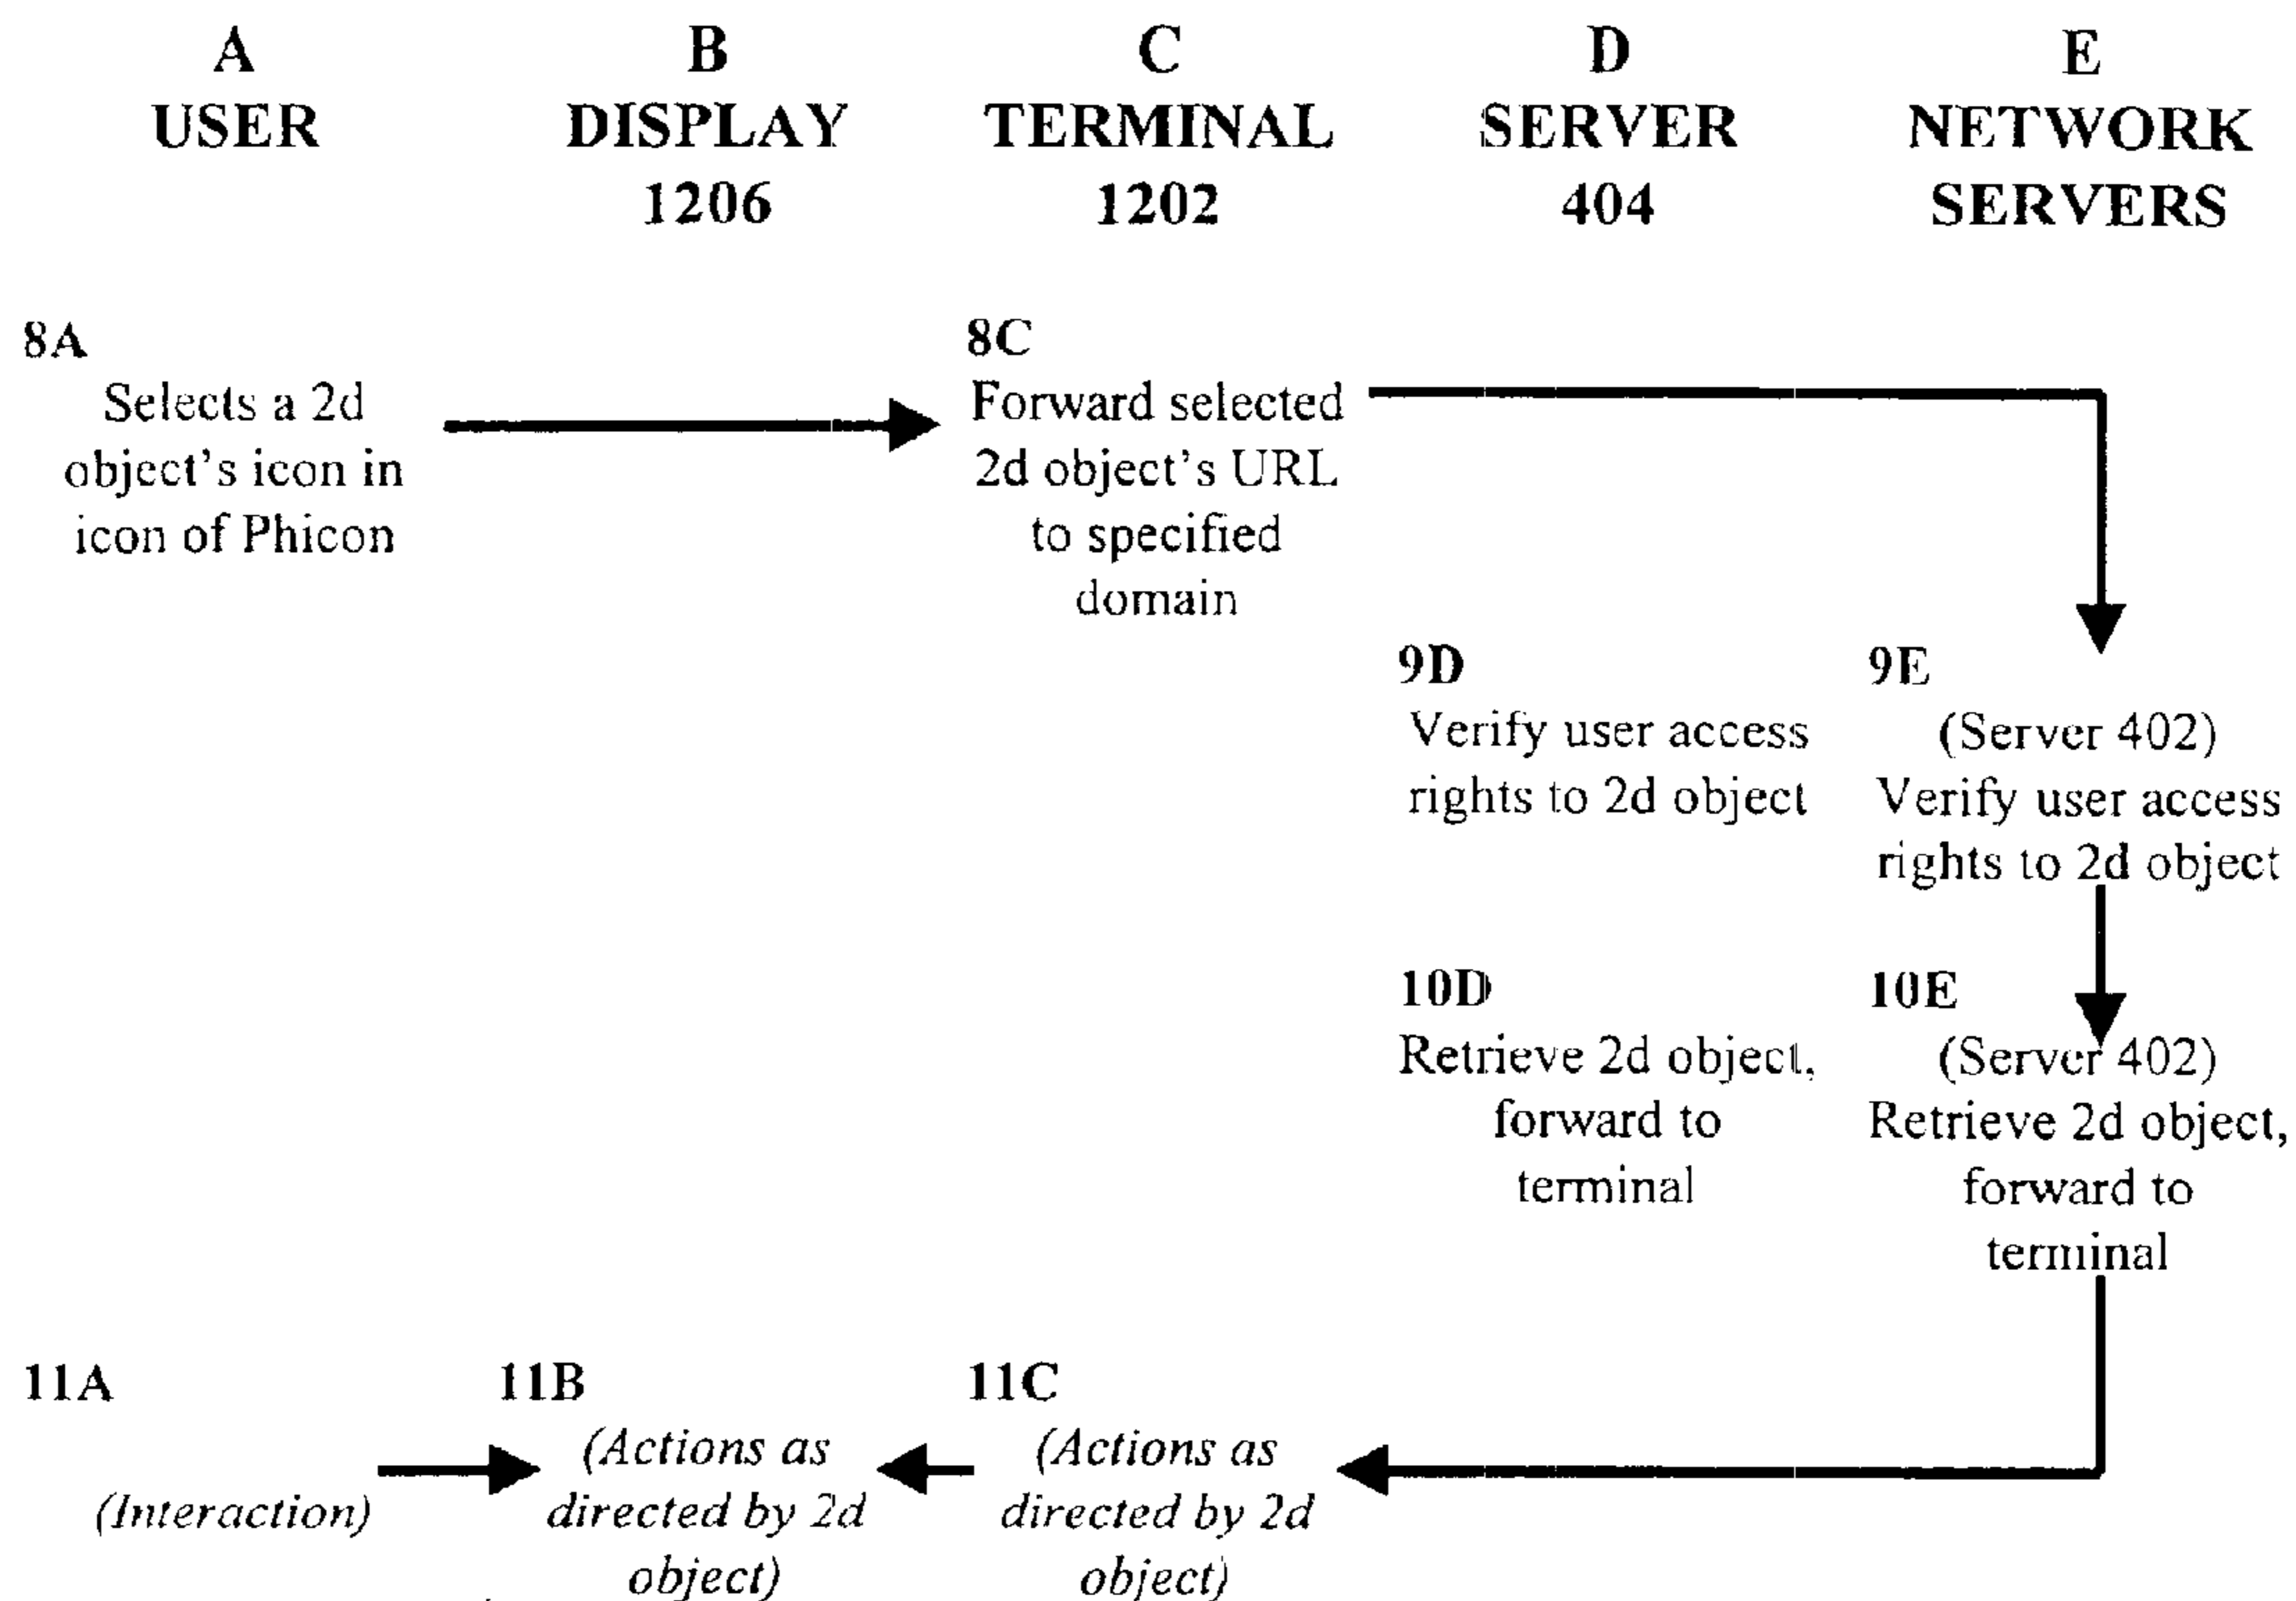 A
USER
B
DISPLAY
1206
C
TERMINAL
1202
D
SERVER
404
E
NETWORK
SERVERS
8A
Selects a 2d
object's icon in
icon of Phicon
8C
Forward selected
2d object's URL
to specified
domain
9D
Verify user access
rights to 2d object
9E
(Server 402)
Verify user access
rights to 2d object
10D
Retrieve 2d object,
forward to
terminal
10E
(Server 402)
Retrieve 2d object,
forward to
terminal
11A
(Interaction)
11B
(Actions as
directed by 2d
object)
11C
(Actions as
directed by 2d
object)